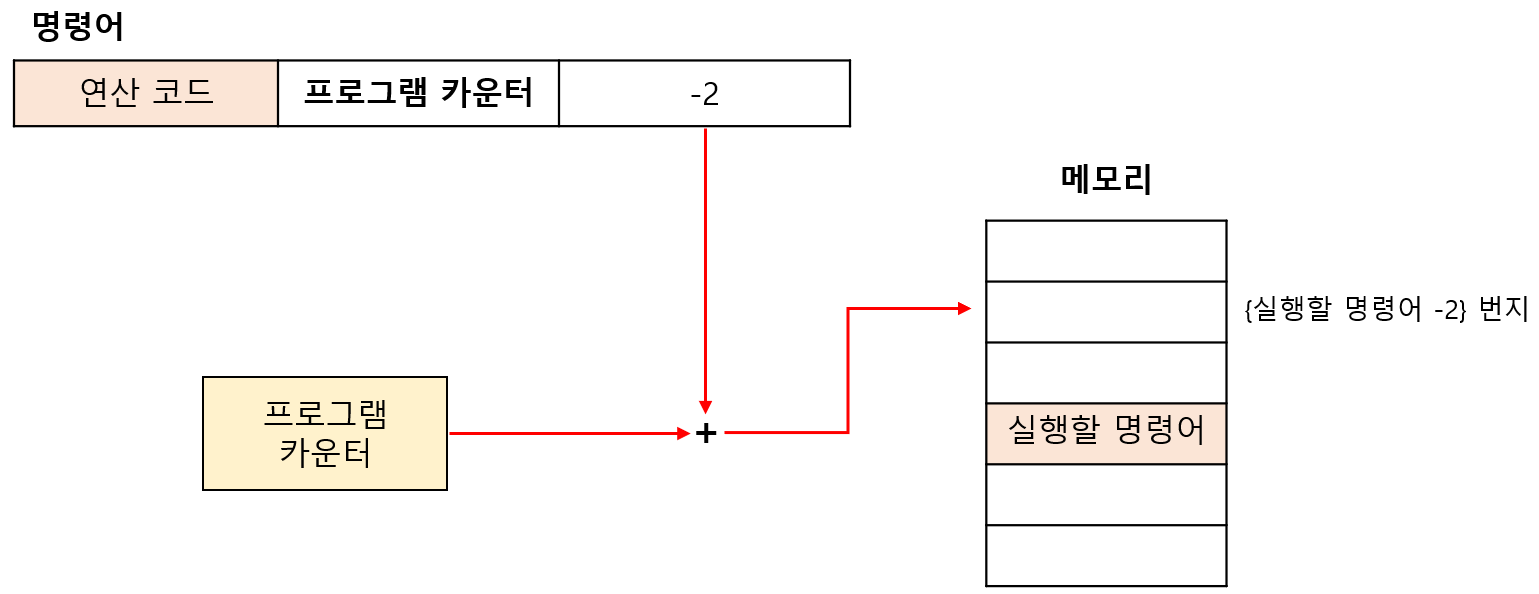 명령어
연산 코드
프로그램 카운터
-2
메모리
{실행할 명령어 -2} 번지
프로그램
카운터
+
실행할 명령어